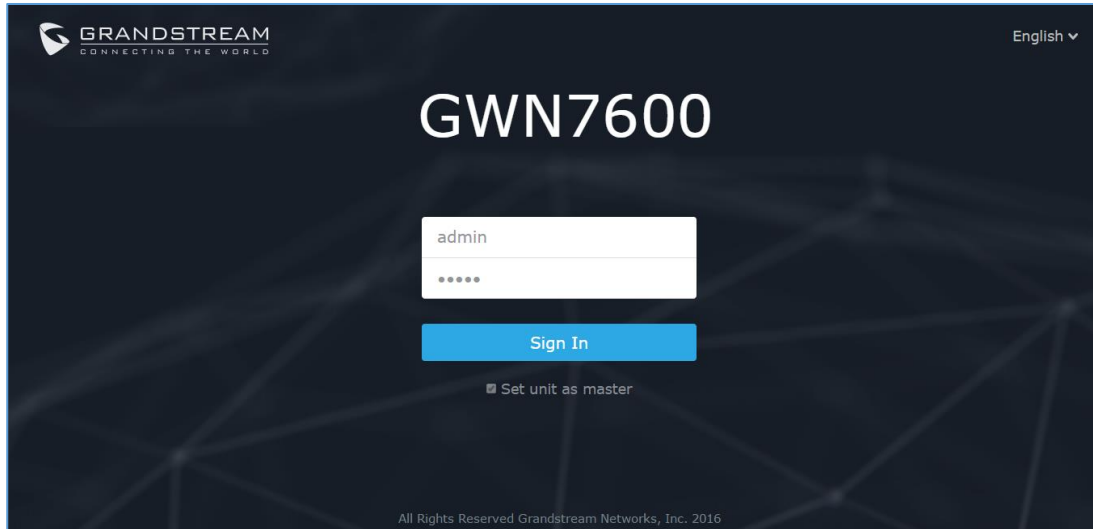 GRANDSTREAM
CONNECTING THE WORLD
English
GWN7600
admin
•••••
Sign In
Set unit as master
All Rights Reserved Grandstream Networks, Inc. 2016